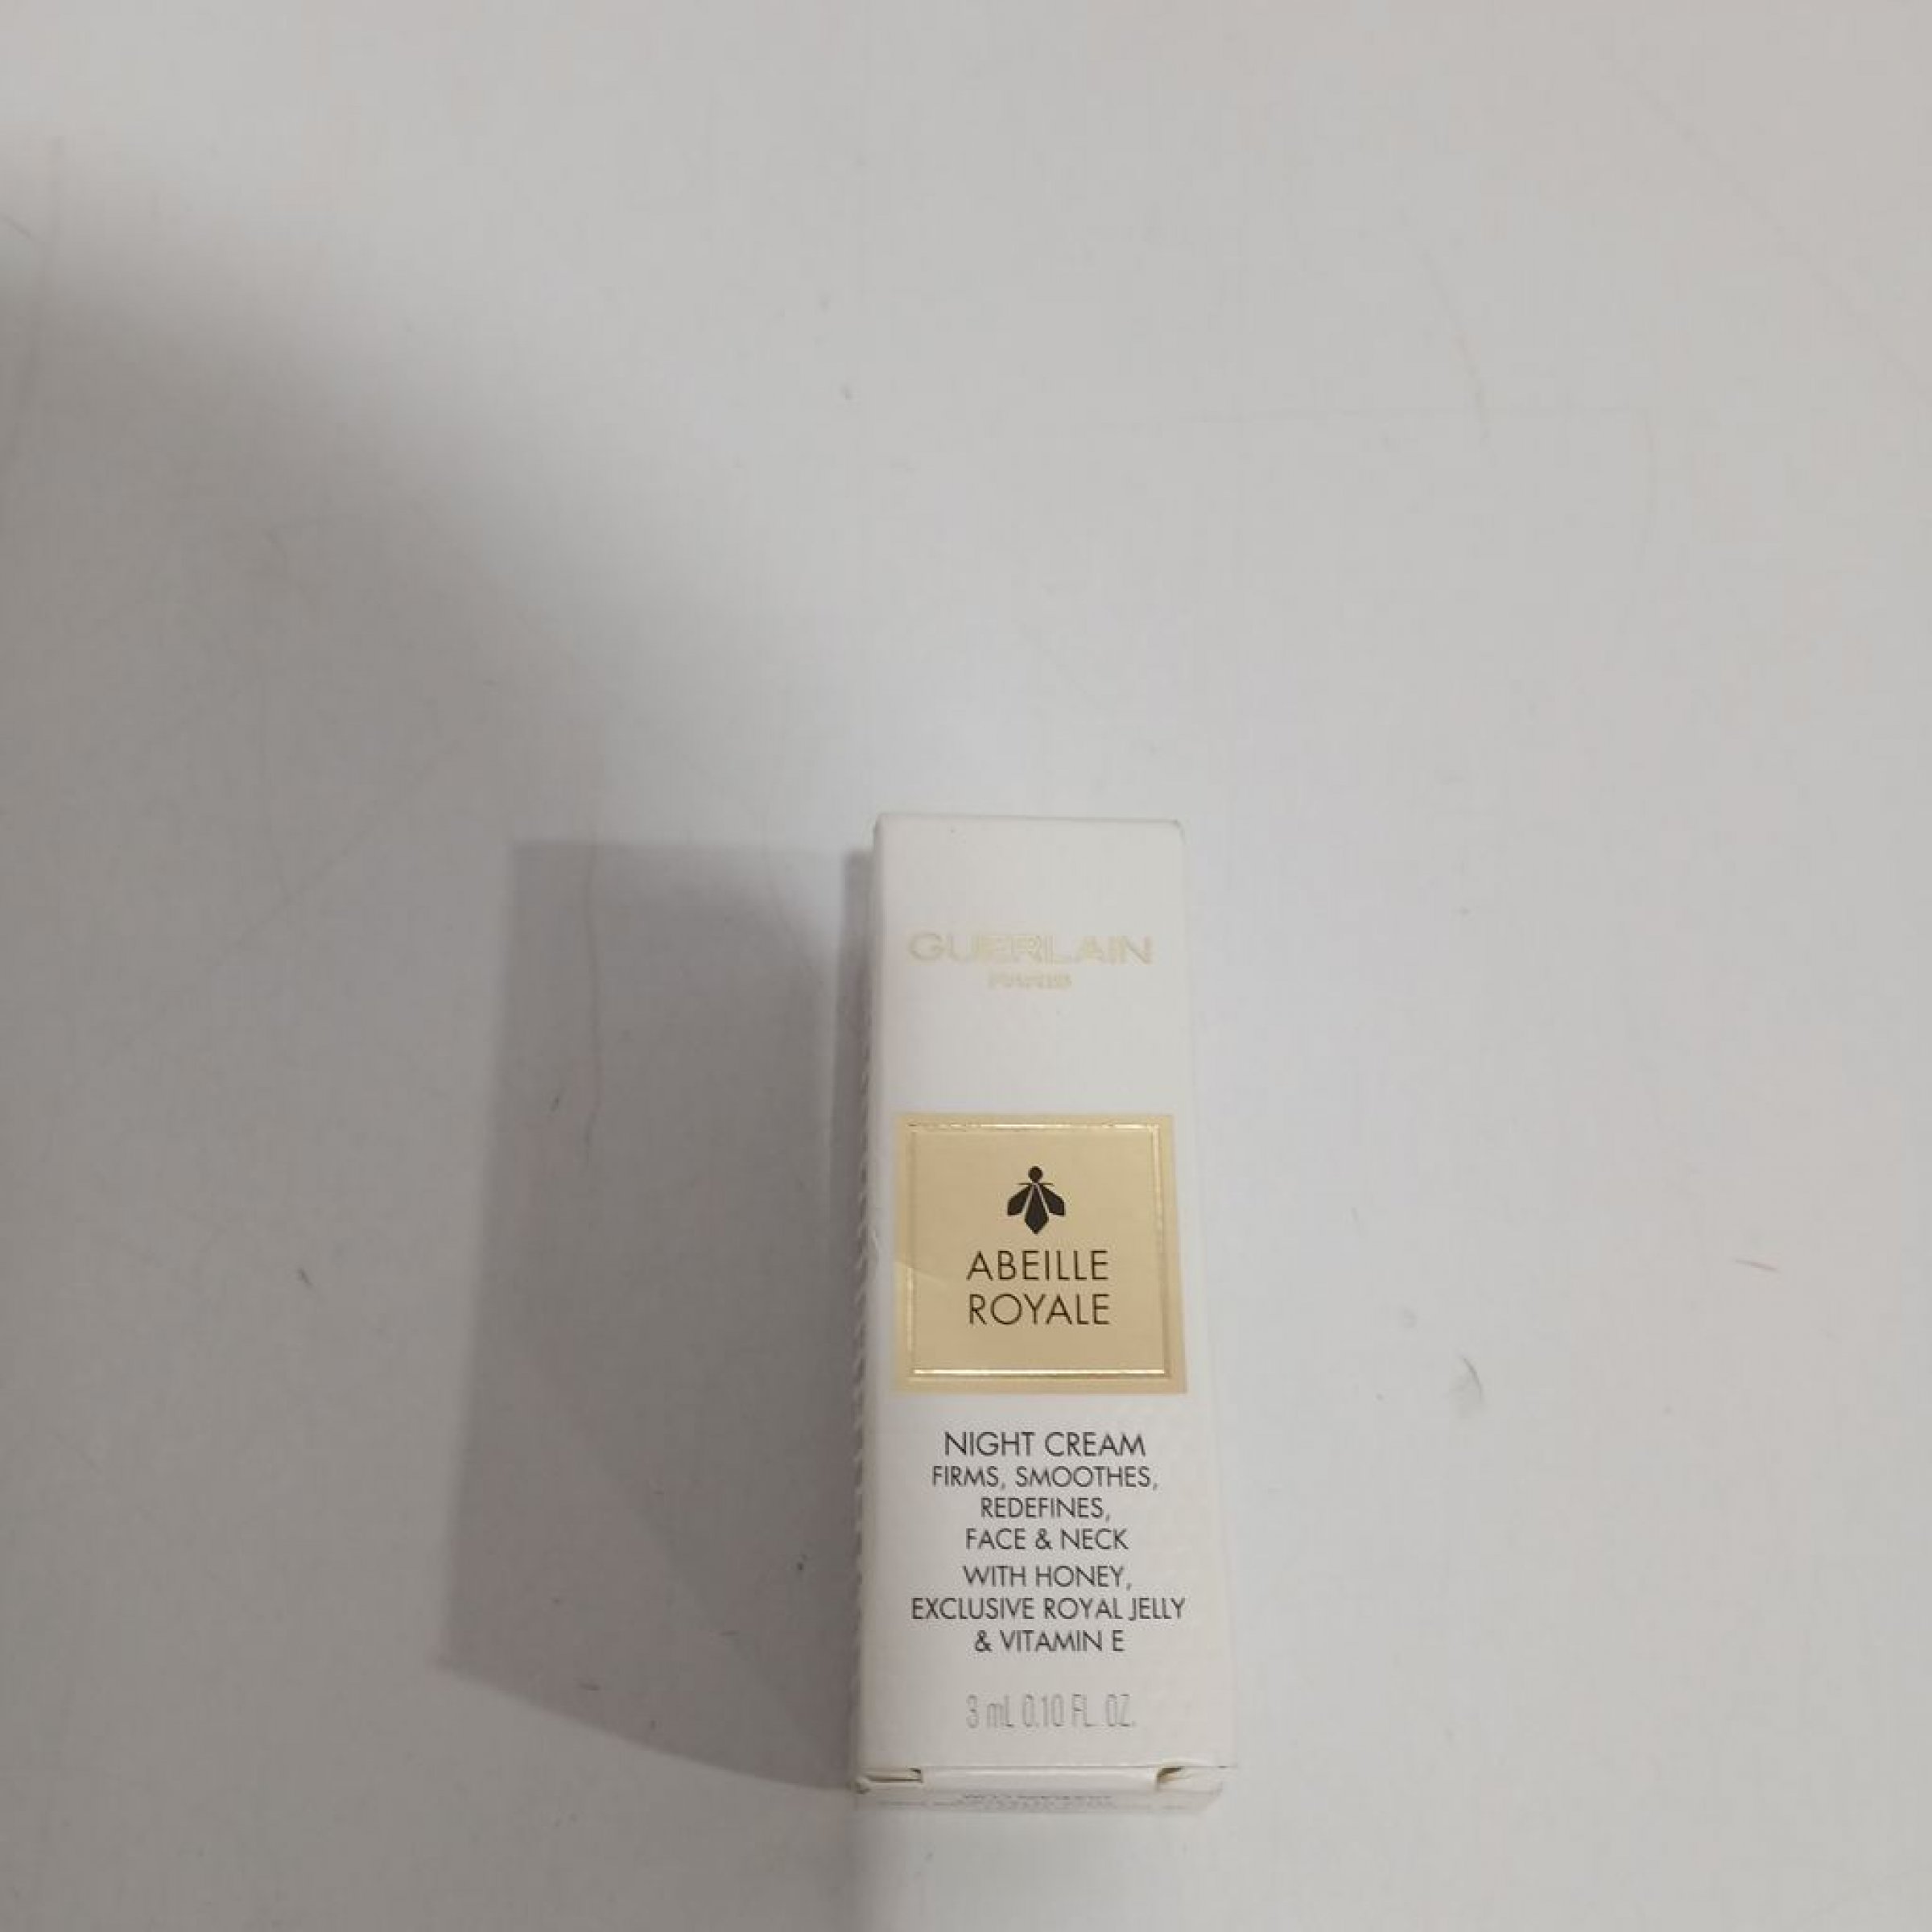 GUERLAIN
PARIS
ABEILLE
ROYALE
NIGHT CREAM
FIRMS, SMOOTHES,
REDEFINES,
FACE & NECK
WITH HONEY,
EXCLUSIVE ROYAL JELLY
& VITAMIN E
3 mL 0.10 FL. OZ.